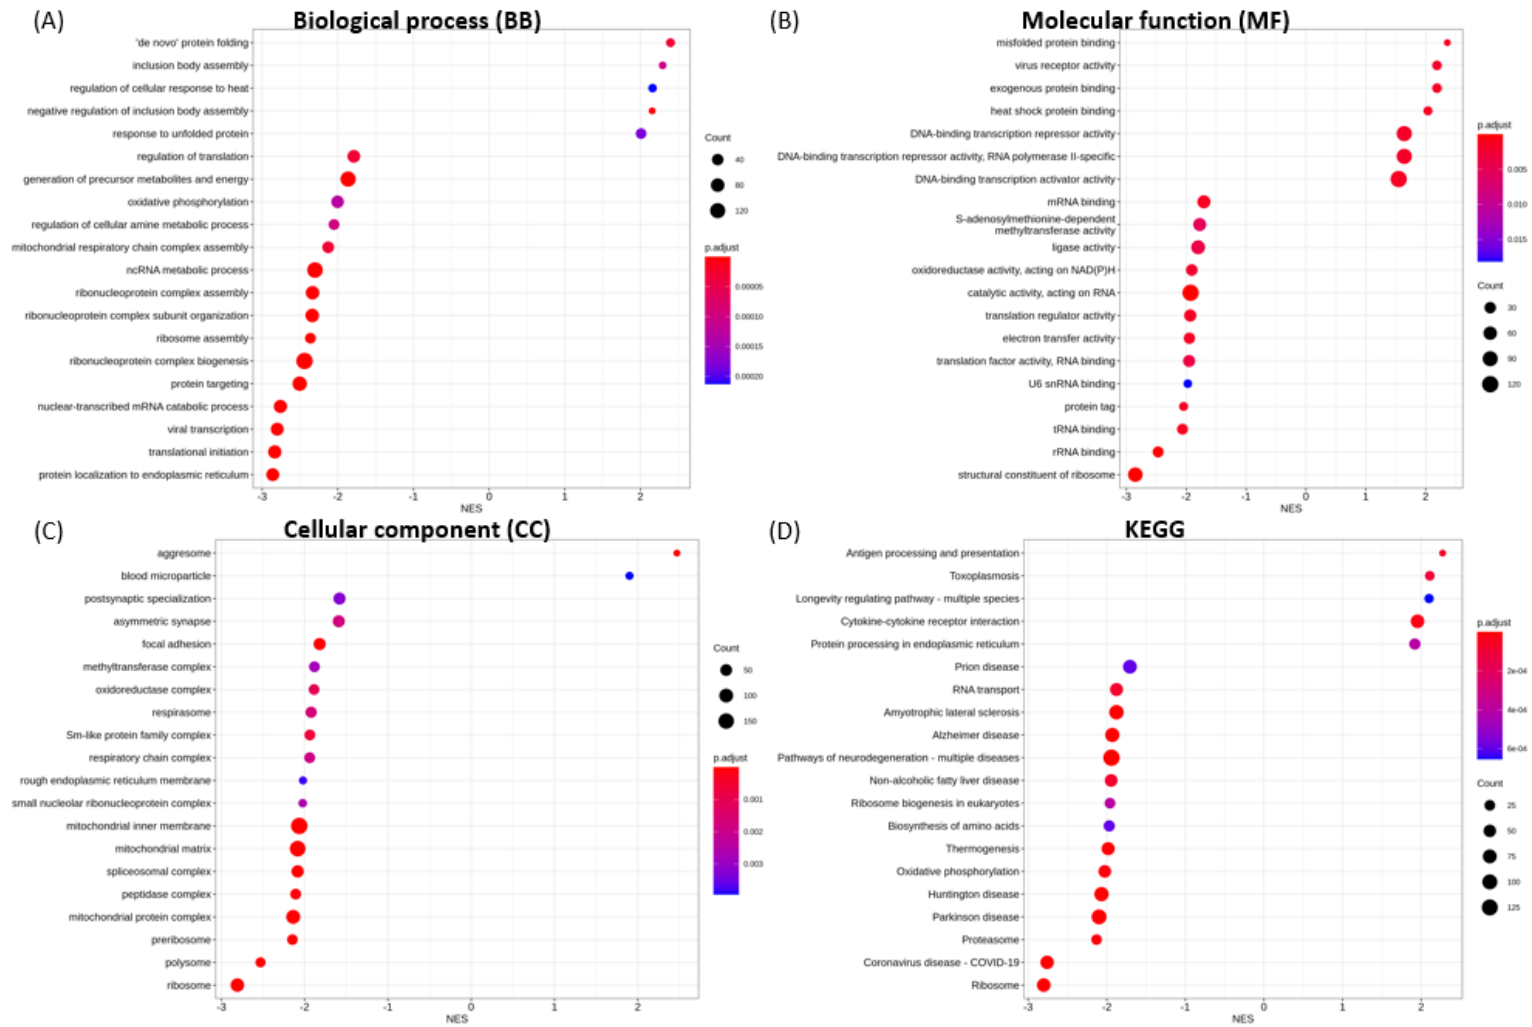 (A)
Biological process (BB)
'de novo' protein folding
inclusion body assembly
regulation of cellular response to heat
negative regulation of inclusion body assembly
response to unfolded protein
regulation of translation
generation of precursor metabolites and energy
oxidative phosphorylation
regulation of cellular amine metabolic process
mitochondrial respiratory chain complex assembly
ncRNA metabolic process
ribonucleoprotein complex assembly
ribonucleoprotein complex subunit organization
ribosome assembly
ribonucleoprotein complex biogenesis
protein targeting
nuclear-transcribed mRNA catabolic process
viral transcription
translational initiation
protein localization to endoplasmic reticulum
-3 -2 -1 0 1 2
NES
Count
40
80
120
p.adjust
0.00005
0.00010
0.00015
0.00020
(B)
Molecular function (MF)
misfolded protein binding
virus receptor activity
exogenous protein binding
heat shock protein binding
DNA-binding transcription repressor activity
DNA-binding transcription repressor activity, RNA polymerase II-specific
DNA-binding transcription activator activity
mRNA binding
S-adenosylmethionine-dependent
methyltransferase activity
ligase activity
oxidoreductase activity, acting on NAD(P)H
catalytic activity, acting on RNA
translation regulator activity
electron transfer activity
translation factor activity, RNA binding
U6 snRNA binding
protein tag
tRNA binding
rRNA binding
structural constituent of ribosome
-3 -2 -1 0 1 2
NES
p.adjust
0.005
0.010
0.015
Count
30
60
90
120
(C)
Cellular component (CC)
aggresome
blood microparticle
postsynaptic specialization
asymmetric synapse
focal adhesion
methyltransferase complex
oxidoreductase complex
respirasome
Sm-like protein family complex
respiratory chain complex
rough endoplasmic reticulum membrane
small nucleolar ribonucleoprotein complex
mitochondrial inner membrane
mitochondrial matrix
spliceosomal complex
peptidase complex
mitochondrial protein complex
preribosome
polysome
ribosome
-3 -2 -1 0 1 2
NES
Count
50
100
150
p.adjust
0.001
0.002
0.003
(D)
KEGG
Antigen processing and presentation
Toxoplasmosis
Longevity regulating pathway - multiple species
Cytokine-cytokine receptor interaction
Protein processing in endoplasmic reticulum
Prion disease
RNA transport
Amyotrophic lateral sclerosis
Alzheimer disease
Pathways of neurodegeneration - multiple diseases
Non-alcoholic fatty liver disease
Ribosome biogenesis in eukaryotes
Biosynthesis of amino acids
Thermogenesis
Oxidative phosphorylation
Huntington disease
Parkinson disease
Proteasome
Coronavirus disease - COVID-19
Ribosome
-3 -2 -1 0 1 2
NES
p.adjust
2e-04
4e-04
6e-04
Count
25
50
75
100
125